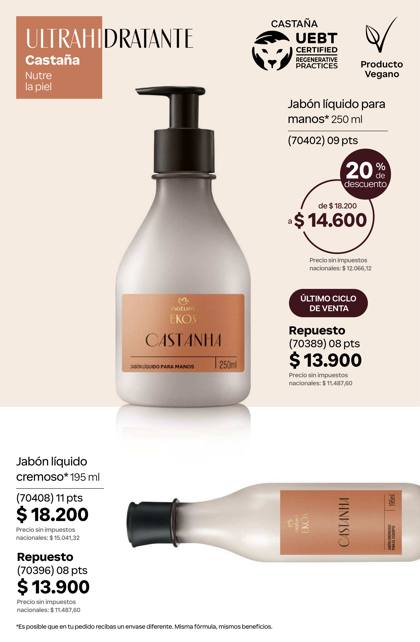 ULTRAHIDRATANTE
Castaña
Nutre
la piel
CASTAÑA
UEBT
CERTIFIED
REGENERATIVE
PRACTICES
Producto
Vegano
Jabón líquido para
manos* 250 ml
(70402) 09 pts
20 % de descuento
de $ 18.200
a $ 14.600
Precio sin impuestos
nacionales: $ 12.066,12
ÚLTIMO CICLO
DE VENTA
Repuesto
(70389) 08 pts
$ 13.900
Precio sin impuestos
nacionales: $ 11.487,60
natura
EKOS
CASTANHA
JABÓN LÍQUIDO PARA MANOS
250ml
Jabón líquido
cremoso* 195 ml
(70408) 11 pts
$ 18.200
Precio sin impuestos
nacionales: $ 15.041,32
Repuesto
(70396) 08 pts
$ 13.900
Precio sin impuestos
nacionales: $ 11.487,60
natura
EKOS
CASTANHA
*Es posible que en tu pedido recibas un envase diferente. Misma fórmula, mismos beneficios.